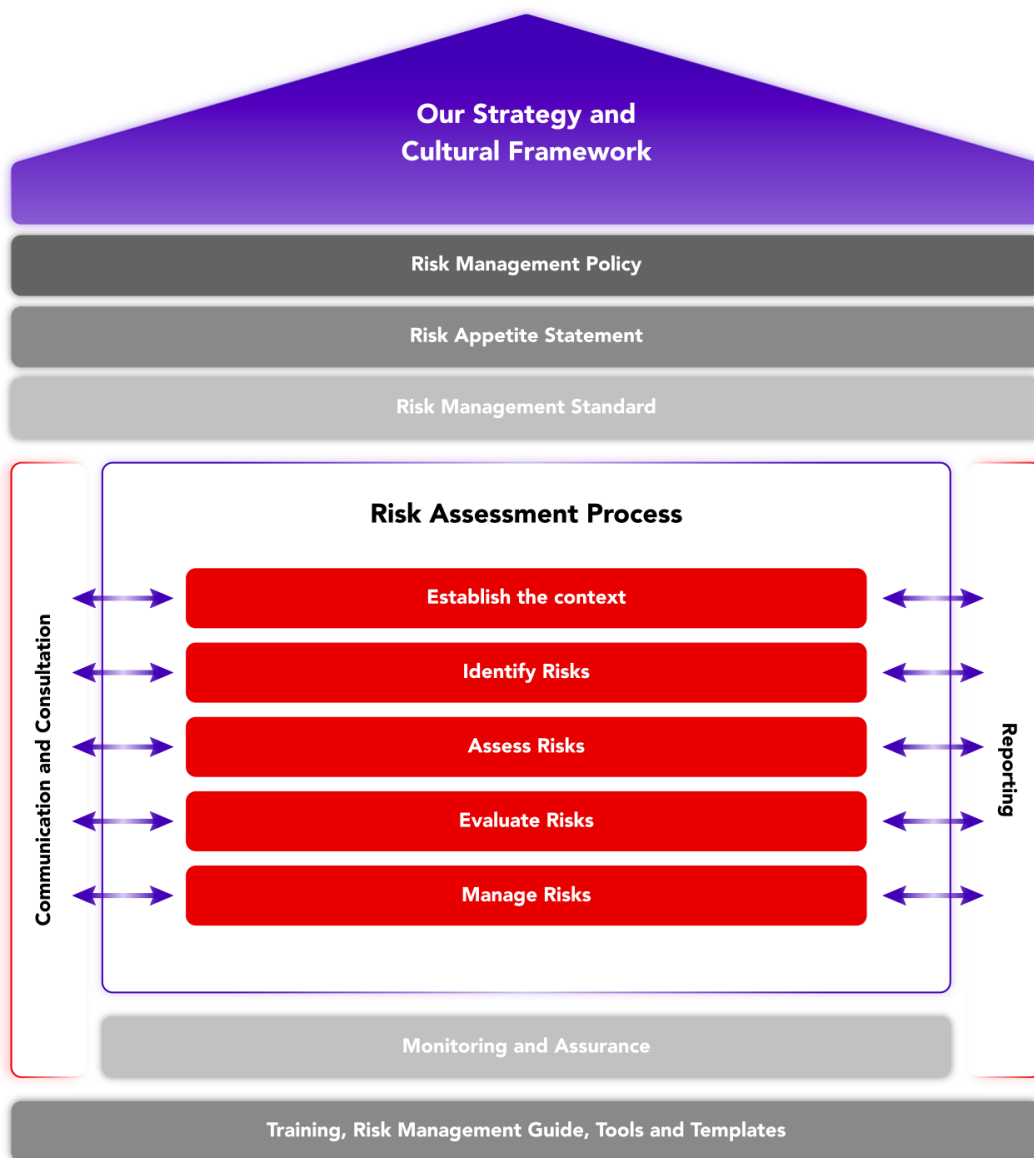 Our Strategy and
Cultural Framework
Risk Management Policy
Risk Appetite Statement
Risk Management Standard
Communication and Consultation
Risk Assessment Process
Establish the context
Identify Risks
Assess Risks
Evaluate Risks
Manage Risks
Reporting
Monitoring and Assurance
Training, Risk Management Guide, Tools and Templates